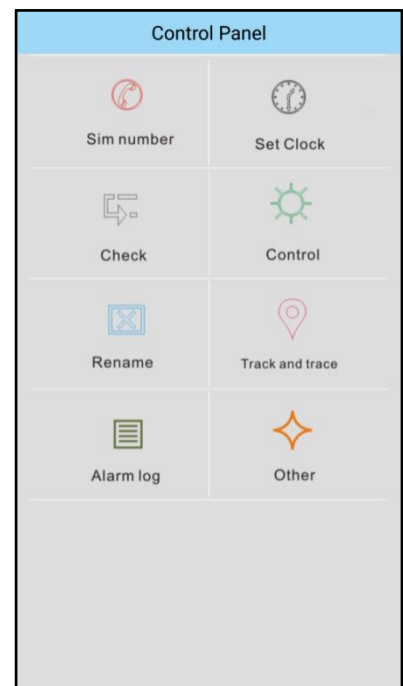 Control Panel
Sim number
Set Clock
Check
Control
Rename
Track and trace
Alarm log
Other